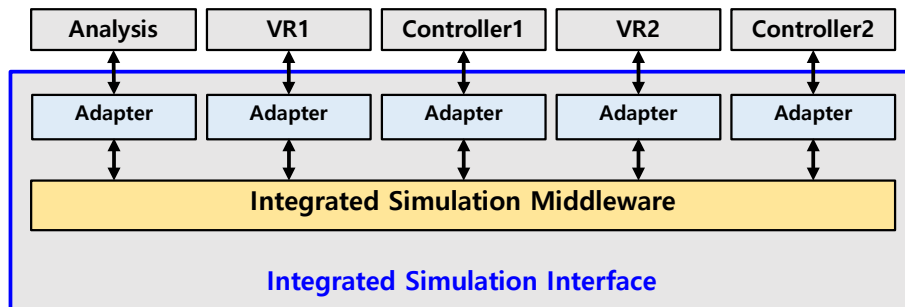 Analysis VR1 Controller1 VR2 Controller2
Adapter Adapter Adapter Adapter Adapter
Integrated Simulation Middleware
Integrated Simulation Interface